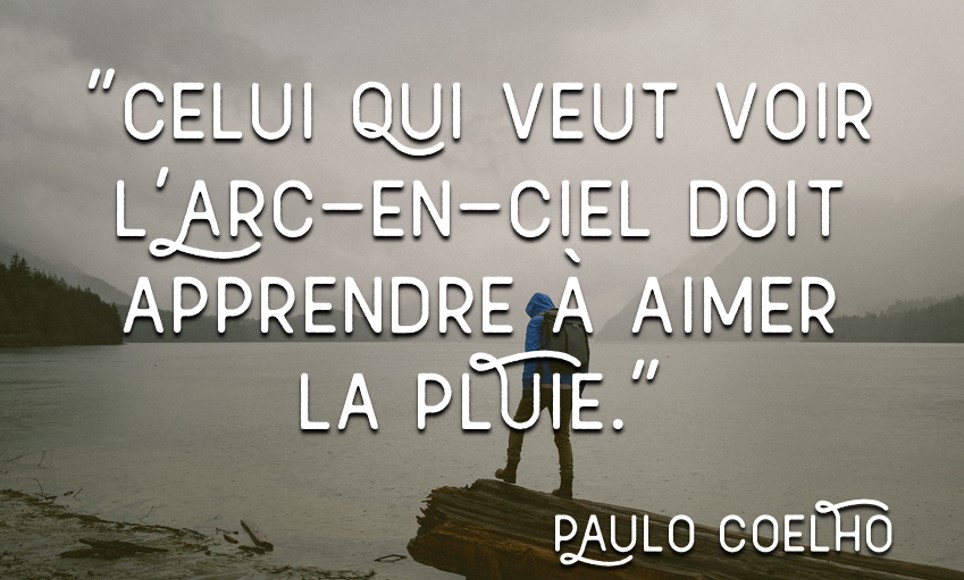 "CELUI QUI VEUT VOIR
L'ARC-EN-CIEL DOIT
APPRENDRE À AIMER
LA PLUIE."
PAULO COELHO